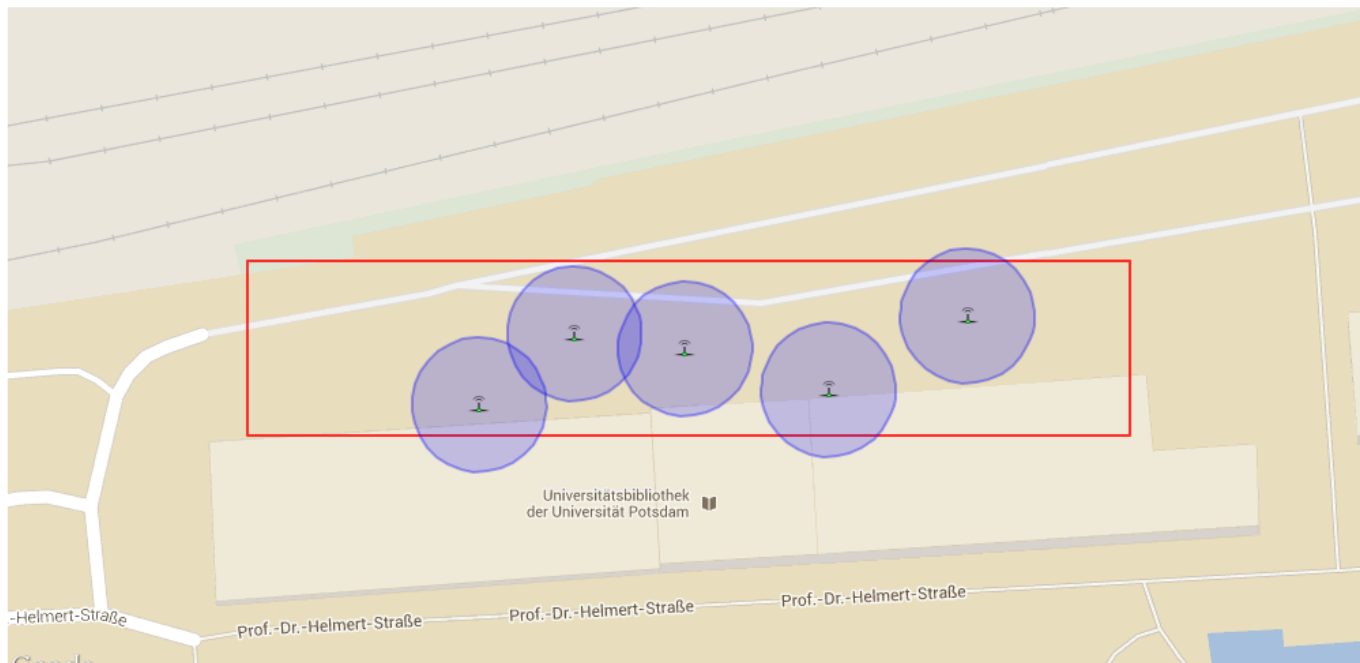 Universitätsbibliothek
der Universität Potsdam
Prof.-Dr.-Helmert-Straße
Prof.-Dr.-Helmert-Straße
-Helmert-Straße
Prof.-Dr.-Helmert-Straße